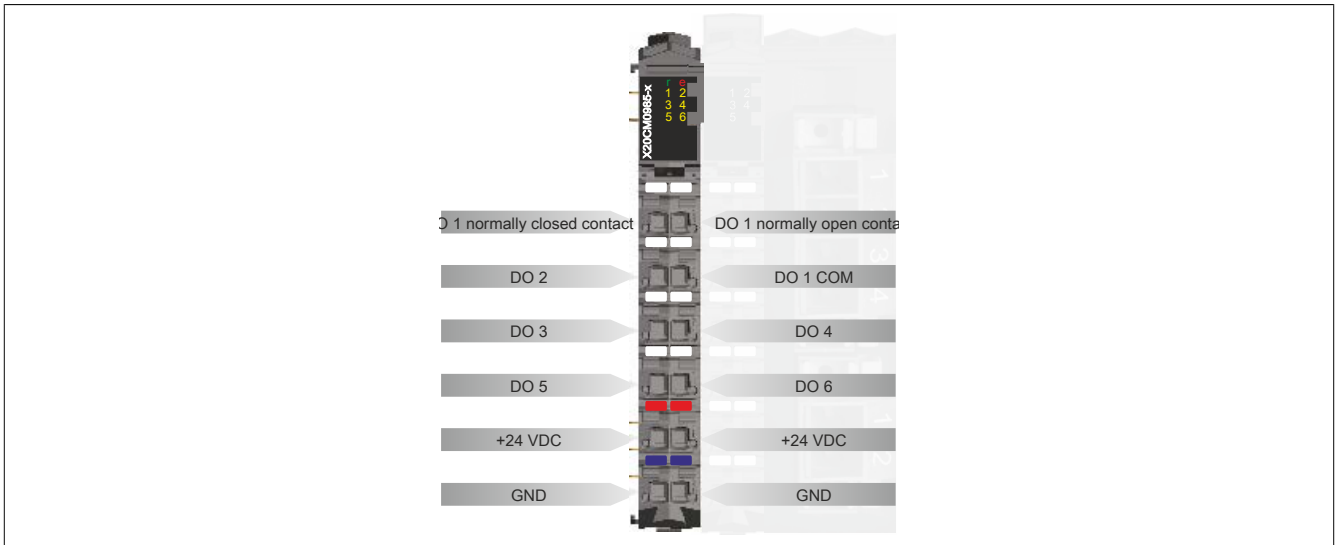 X20CM0985-x
r e
1 2
3 4
5 6
O 1 normally closed contact
DO 1 normally open conta
DO 2
DO 1 COM
DO 3
DO 4
DO 5
DO 6
+24 VDC
+24 VDC
GND
GND